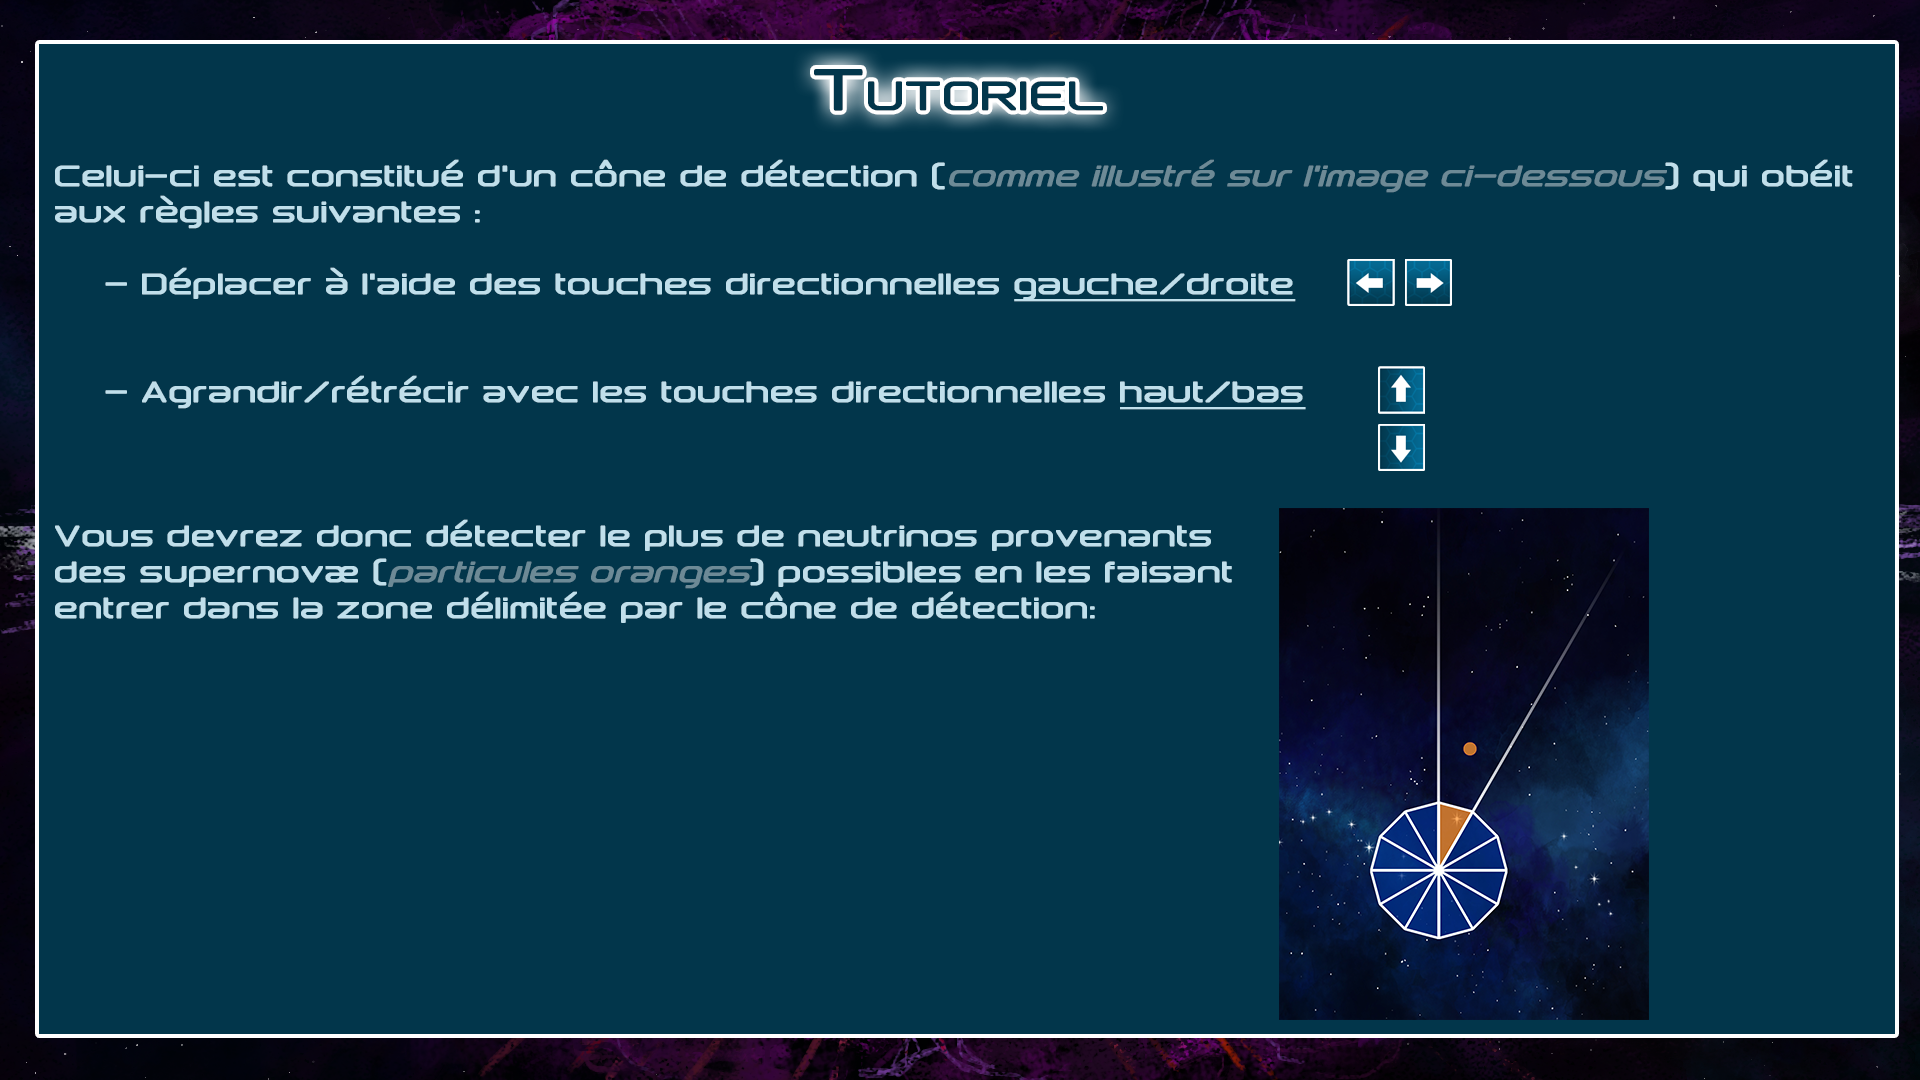 Tutoriel
Celui-ci est constitué d'un cône de détection (comme illustré sur l'image ci-dessous) qui obéit
aux règles suivantes :
- Déplacer à l'aide des touches directionnelles gauche/droite
- Agrandir/rétrécir avec les touches directionnelles haut/bas
Vous devrez donc détecter le plus de neutrinos provenants
des supernovæ (particules oranges) possibles en les faisant
entrer dans la zone délimitée par le cône de détection: